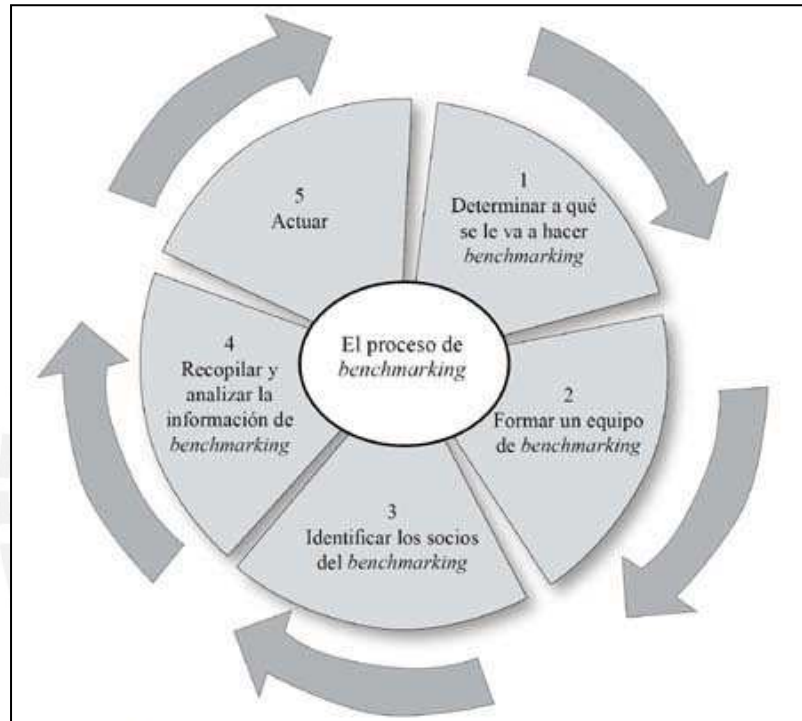 El proceso de
benchmarking
1
Determinar a qué
se le va a hacer
benchmarking
2
Formar un equipo
de benchmarking
3
Identificar los socios
del benchmarking
4
Recopilar y
analizar la
información de
benchmarking
5
Actuar